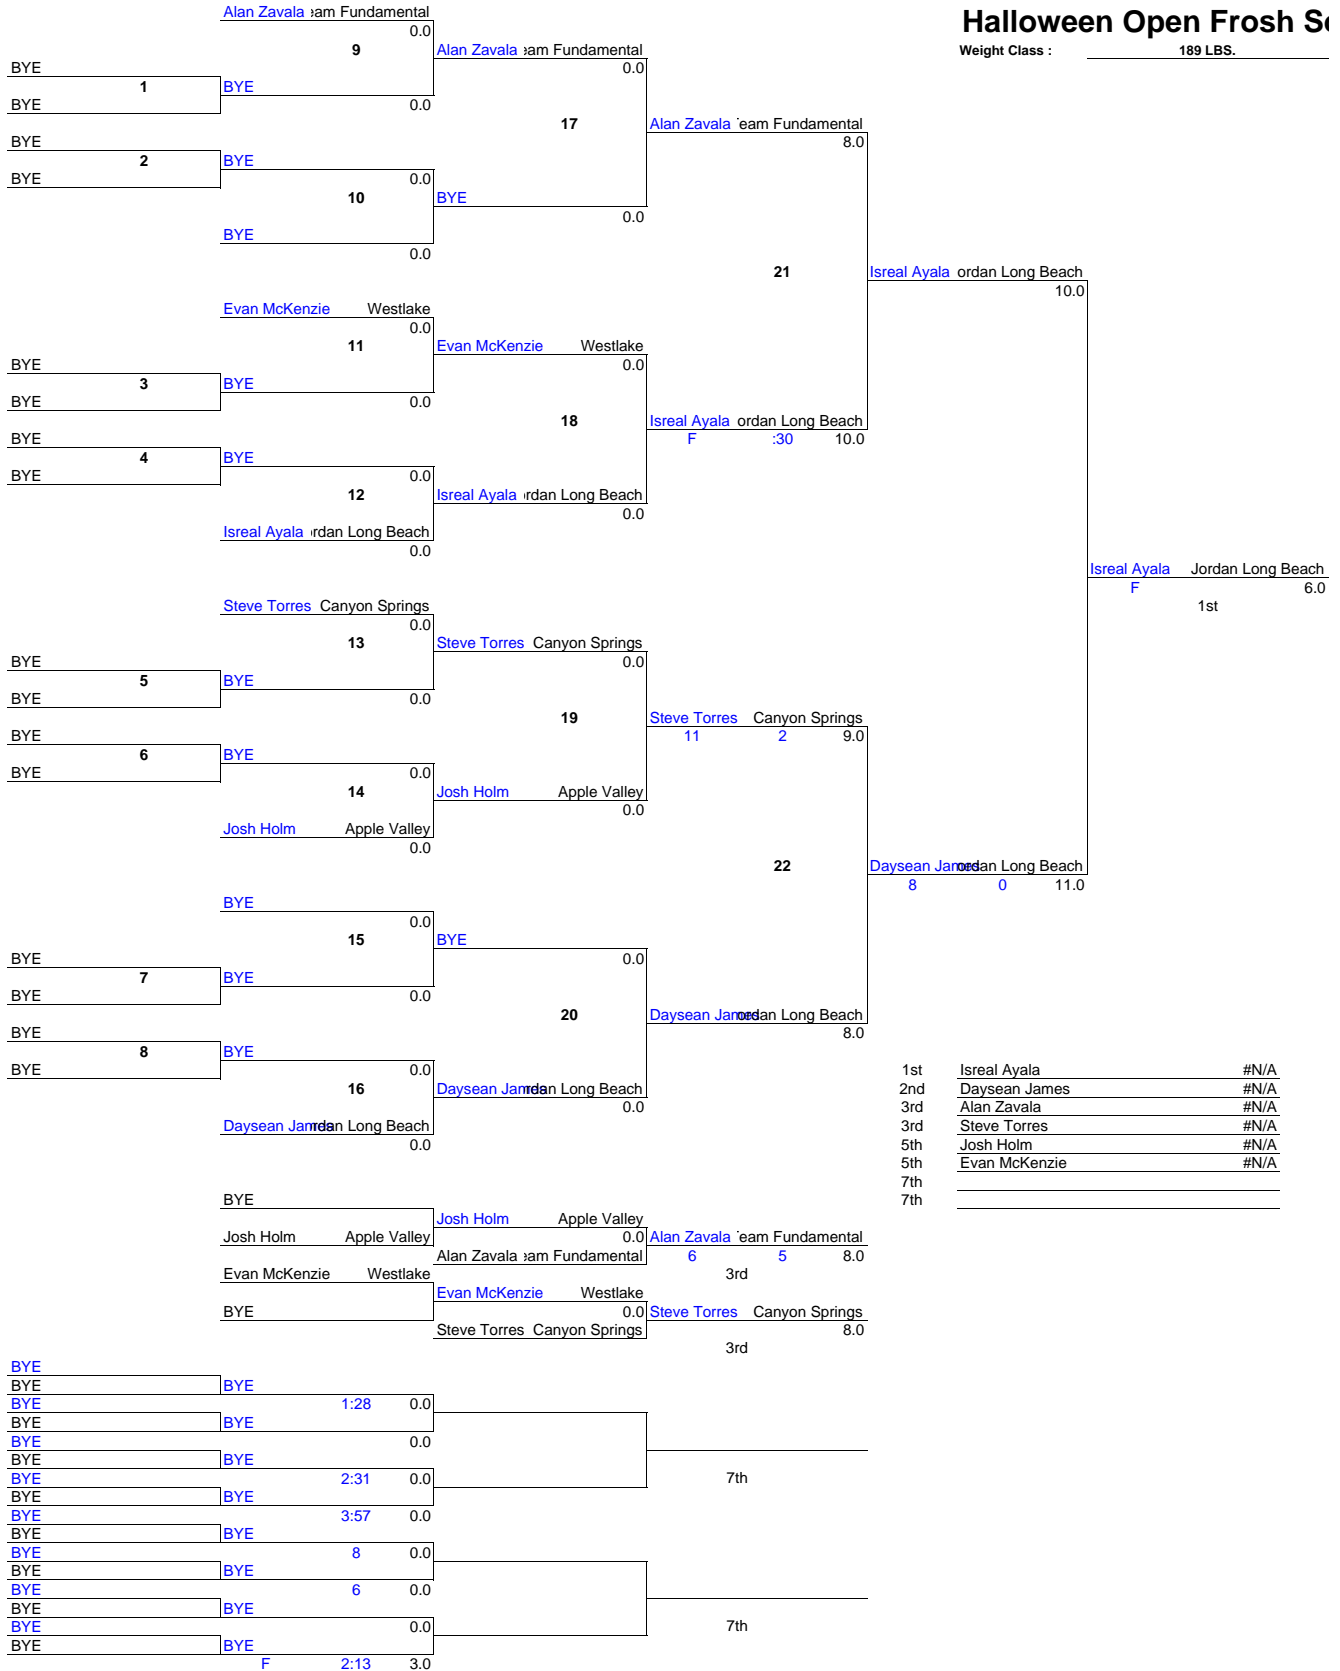 Halloween Open Frosh
Weight Class : 189 LBS.
Alan Zavala eam Fundamental
0.0
9
Alan Zavala eam Fundamental
0.0
BYE
1
BYE
BYE
0.0
17
Alan Zavala eam Fundamental
8.0
BYE
2
BYE
BYE
0.0
10
BYE
0.0
BYE
0.0
21
Isreal Ayala ordan Long Beach
10.0
Evan McKenzie Westlake
0.0
11
Evan McKenzie Westlake
0.0
BYE
3
BYE
BYE
0.0
18
Isreal Ayala ordan Long Beach
F :30 10.0
BYE
4
BYE
BYE
0.0
12
Isreal Ayala rdan Long Beach
0.0
Isreal Ayala rdan Long Beach
0.0
Isreal Ayala Jordan Long Beach
F 6.0
1st
Steve Torres Canyon Springs
0.0
13
Steve Torres Canyon Springs
0.0
BYE
5
BYE
BYE
0.0
19
Steve Torres Canyon Springs
11 2 9.0
BYE
6
BYE
BYE
0.0
14
Josh Holm Apple Valley
0.0
Josh Holm Apple Valley
0.0
22
Daysean James ordan Long Beach
8 0 11.0
BYE
0.0
15
BYE
0.0
BYE
7
BYE
BYE
0.0
20
Daysean James ordan Long Beach
8.0
BYE
8
BYE
BYE
0.0
16
Daysean James rdan Long Beach
0.0
Daysean James rdan Long Beach
0.0
1st Isreal Ayala #N/A
2nd Daysean James #N/A
3rd Alan Zavala #N/A
3rd Steve Torres #N/A
5th Josh Holm #N/A
5th Evan McKenzie #N/A
7th
7th
BYE
Josh Holm Apple Valley
Josh Holm Apple Valley
0.0
Alan Zavala eam Fundamental
Alan Zavala eam Fundamental
6 5 8.0
3rd
Evan McKenzie Westlake
Evan McKenzie Westlake
BYE
0.0
Steve Torres Canyon Springs
Steve Torres Canyon Springs
8.0
3rd
BYE
BYE
BYE
BYE
1:28 0.0
BYE
BYE
BYE
0.0
BYE
BYE
BYE
2:31 0.0
7th
BYE
BYE
BYE
3:57 0.0
BYE
BYE
BYE
8 0.0
BYE
BYE
BYE
6 0.0
BYE
BYE
BYE
0.0
7th
BYE
BYE
F 2:13 3.0